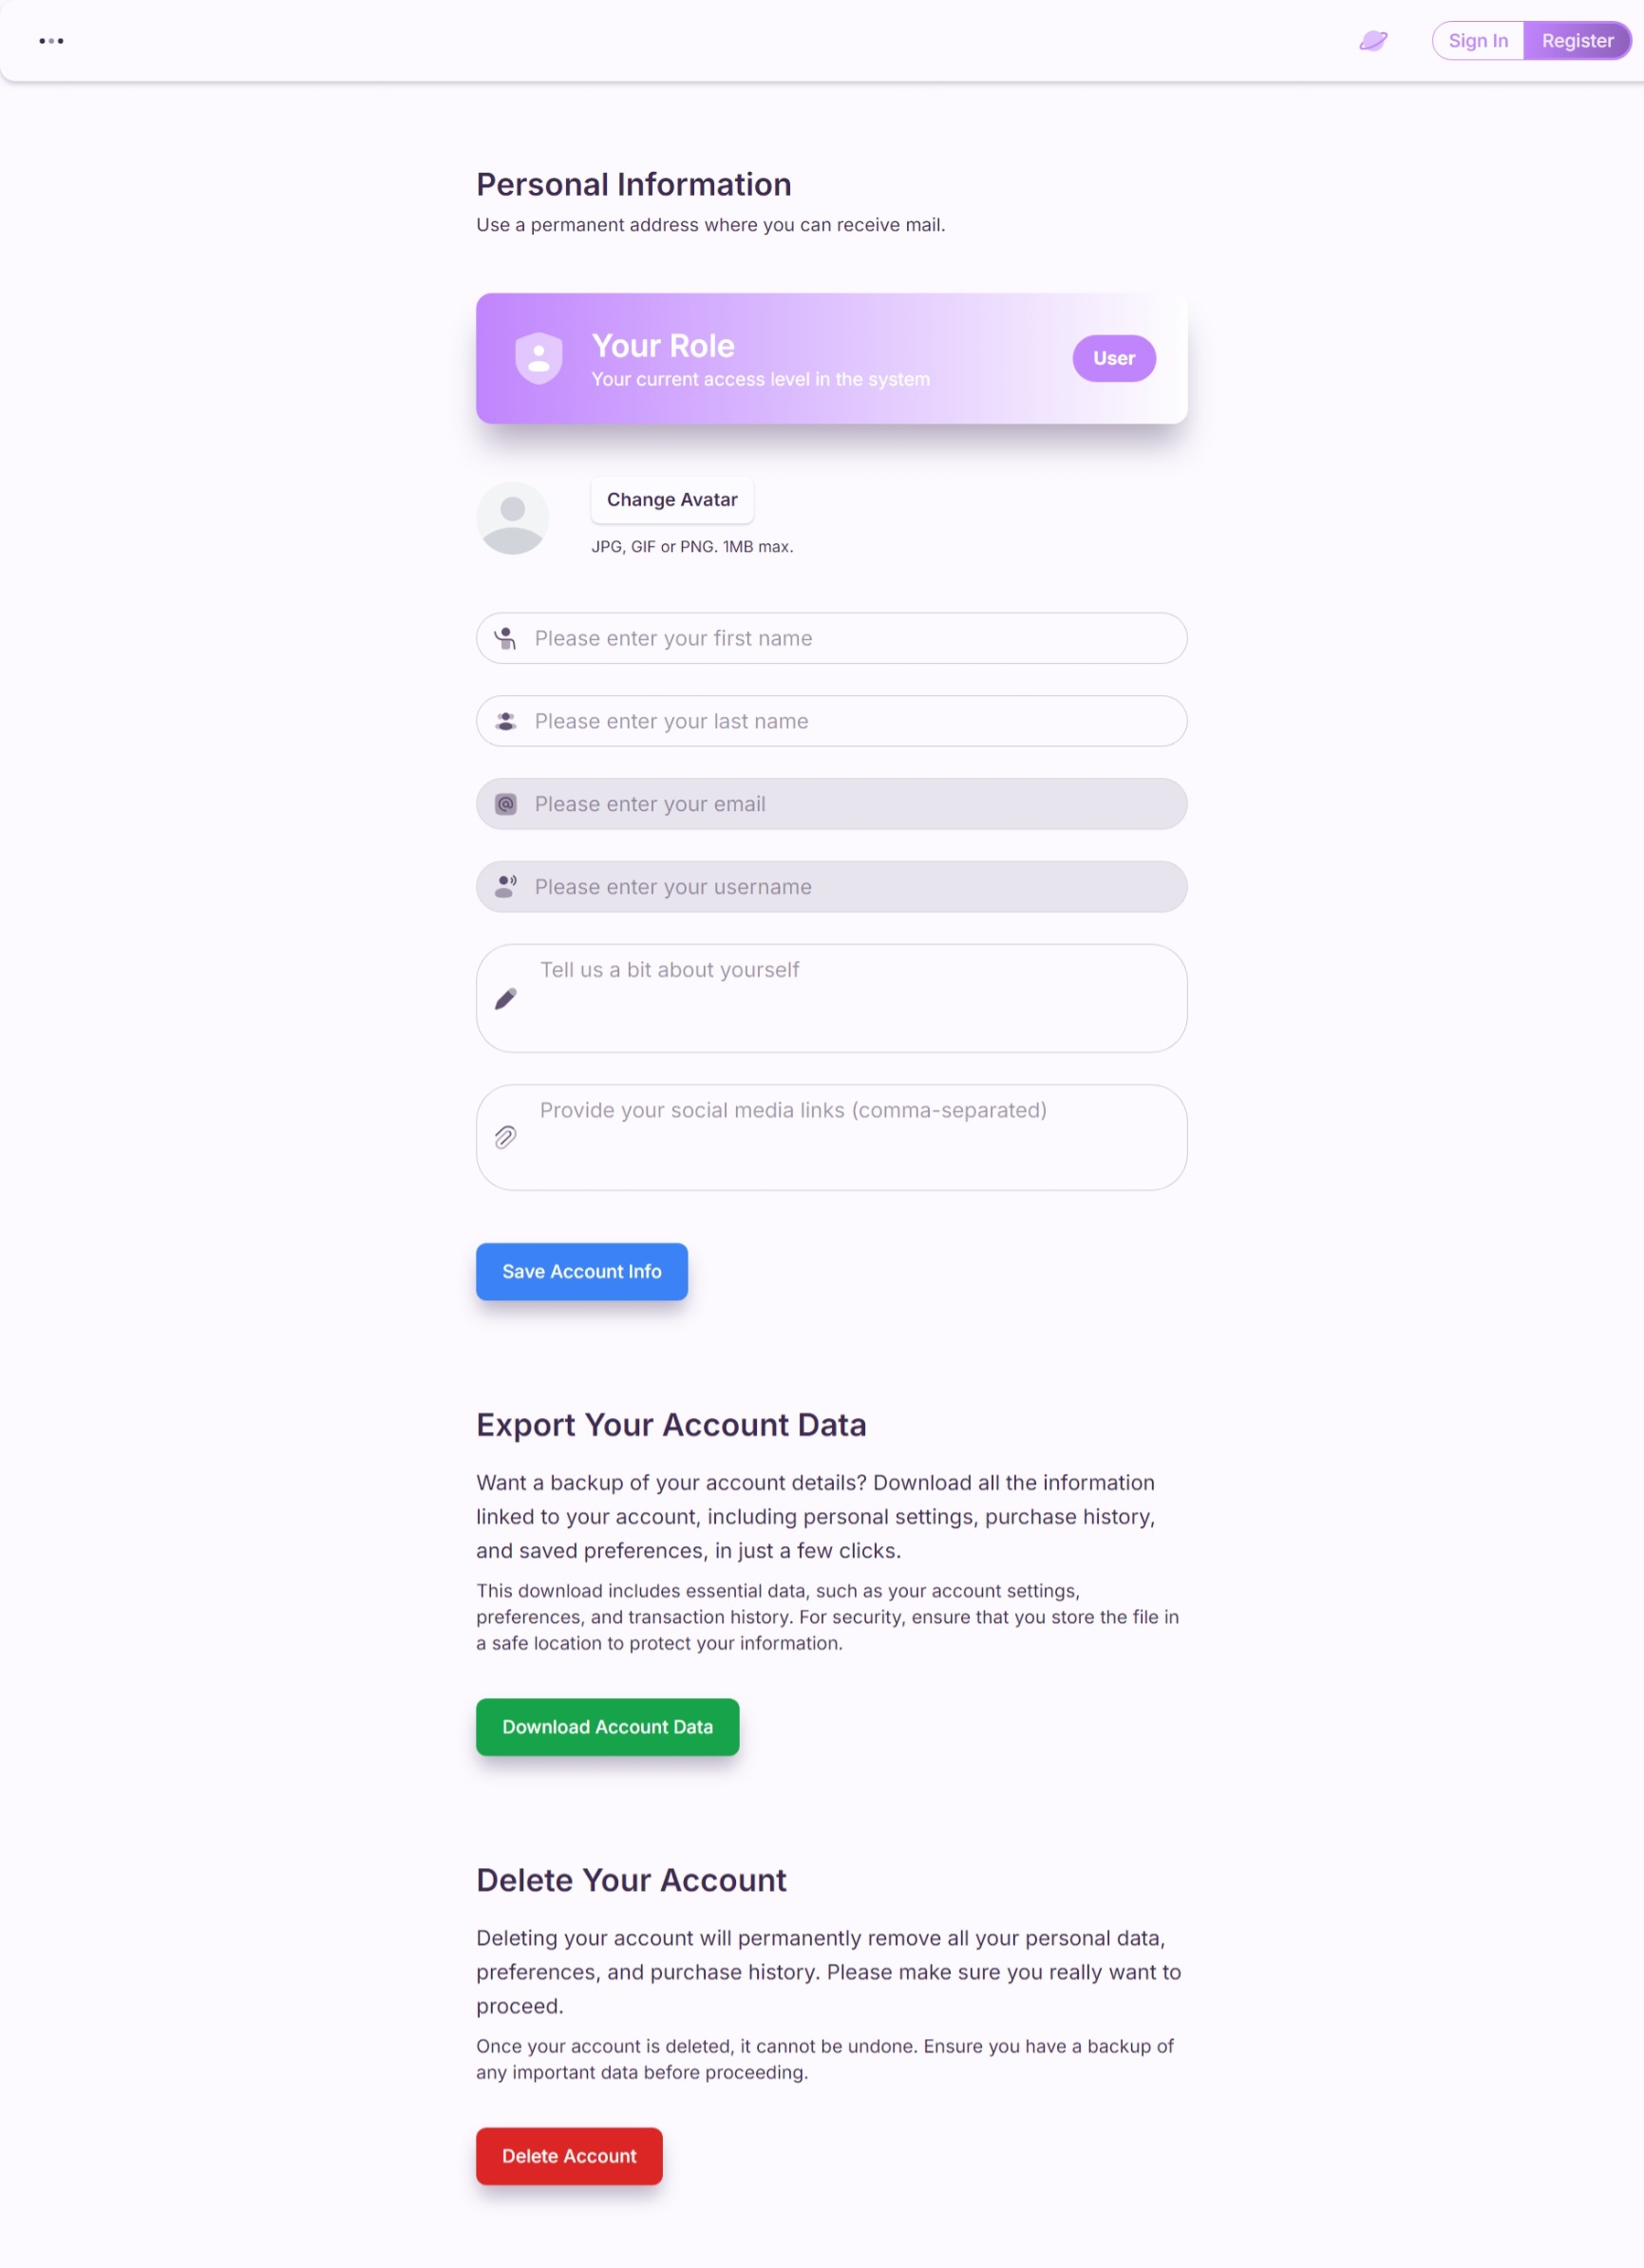 Sign In
Register
Personal Information
Use a permanent address where you can receive mail.
Your Role
Your current access level in the system
User
Change Avatar
JPG, GIF or PNG. 1MB max.
Please enter your first name
Please enter your last name
Please enter your email
Please enter your username
Tell us a bit about yourself
Provide your social media links (comma-separated)
Save Account Info
Export Your Account Data
Want a backup of your account details? Download all the information
linked to your account, including personal settings, purchase history,
and saved preferences, in just a few clicks.
This download includes essential data, such as your account settings,
preferences, and transaction history. For security, ensure that you store the file in
a safe location to protect your information.
Download Account Data
Delete Your Account
Deleting your account will permanently remove all your personal data,
preferences, and purchase history. Please make sure you really want to
proceed.
Once your account is deleted, it cannot be undone. Ensure you have a backup of
any important data before proceeding.
Delete Account